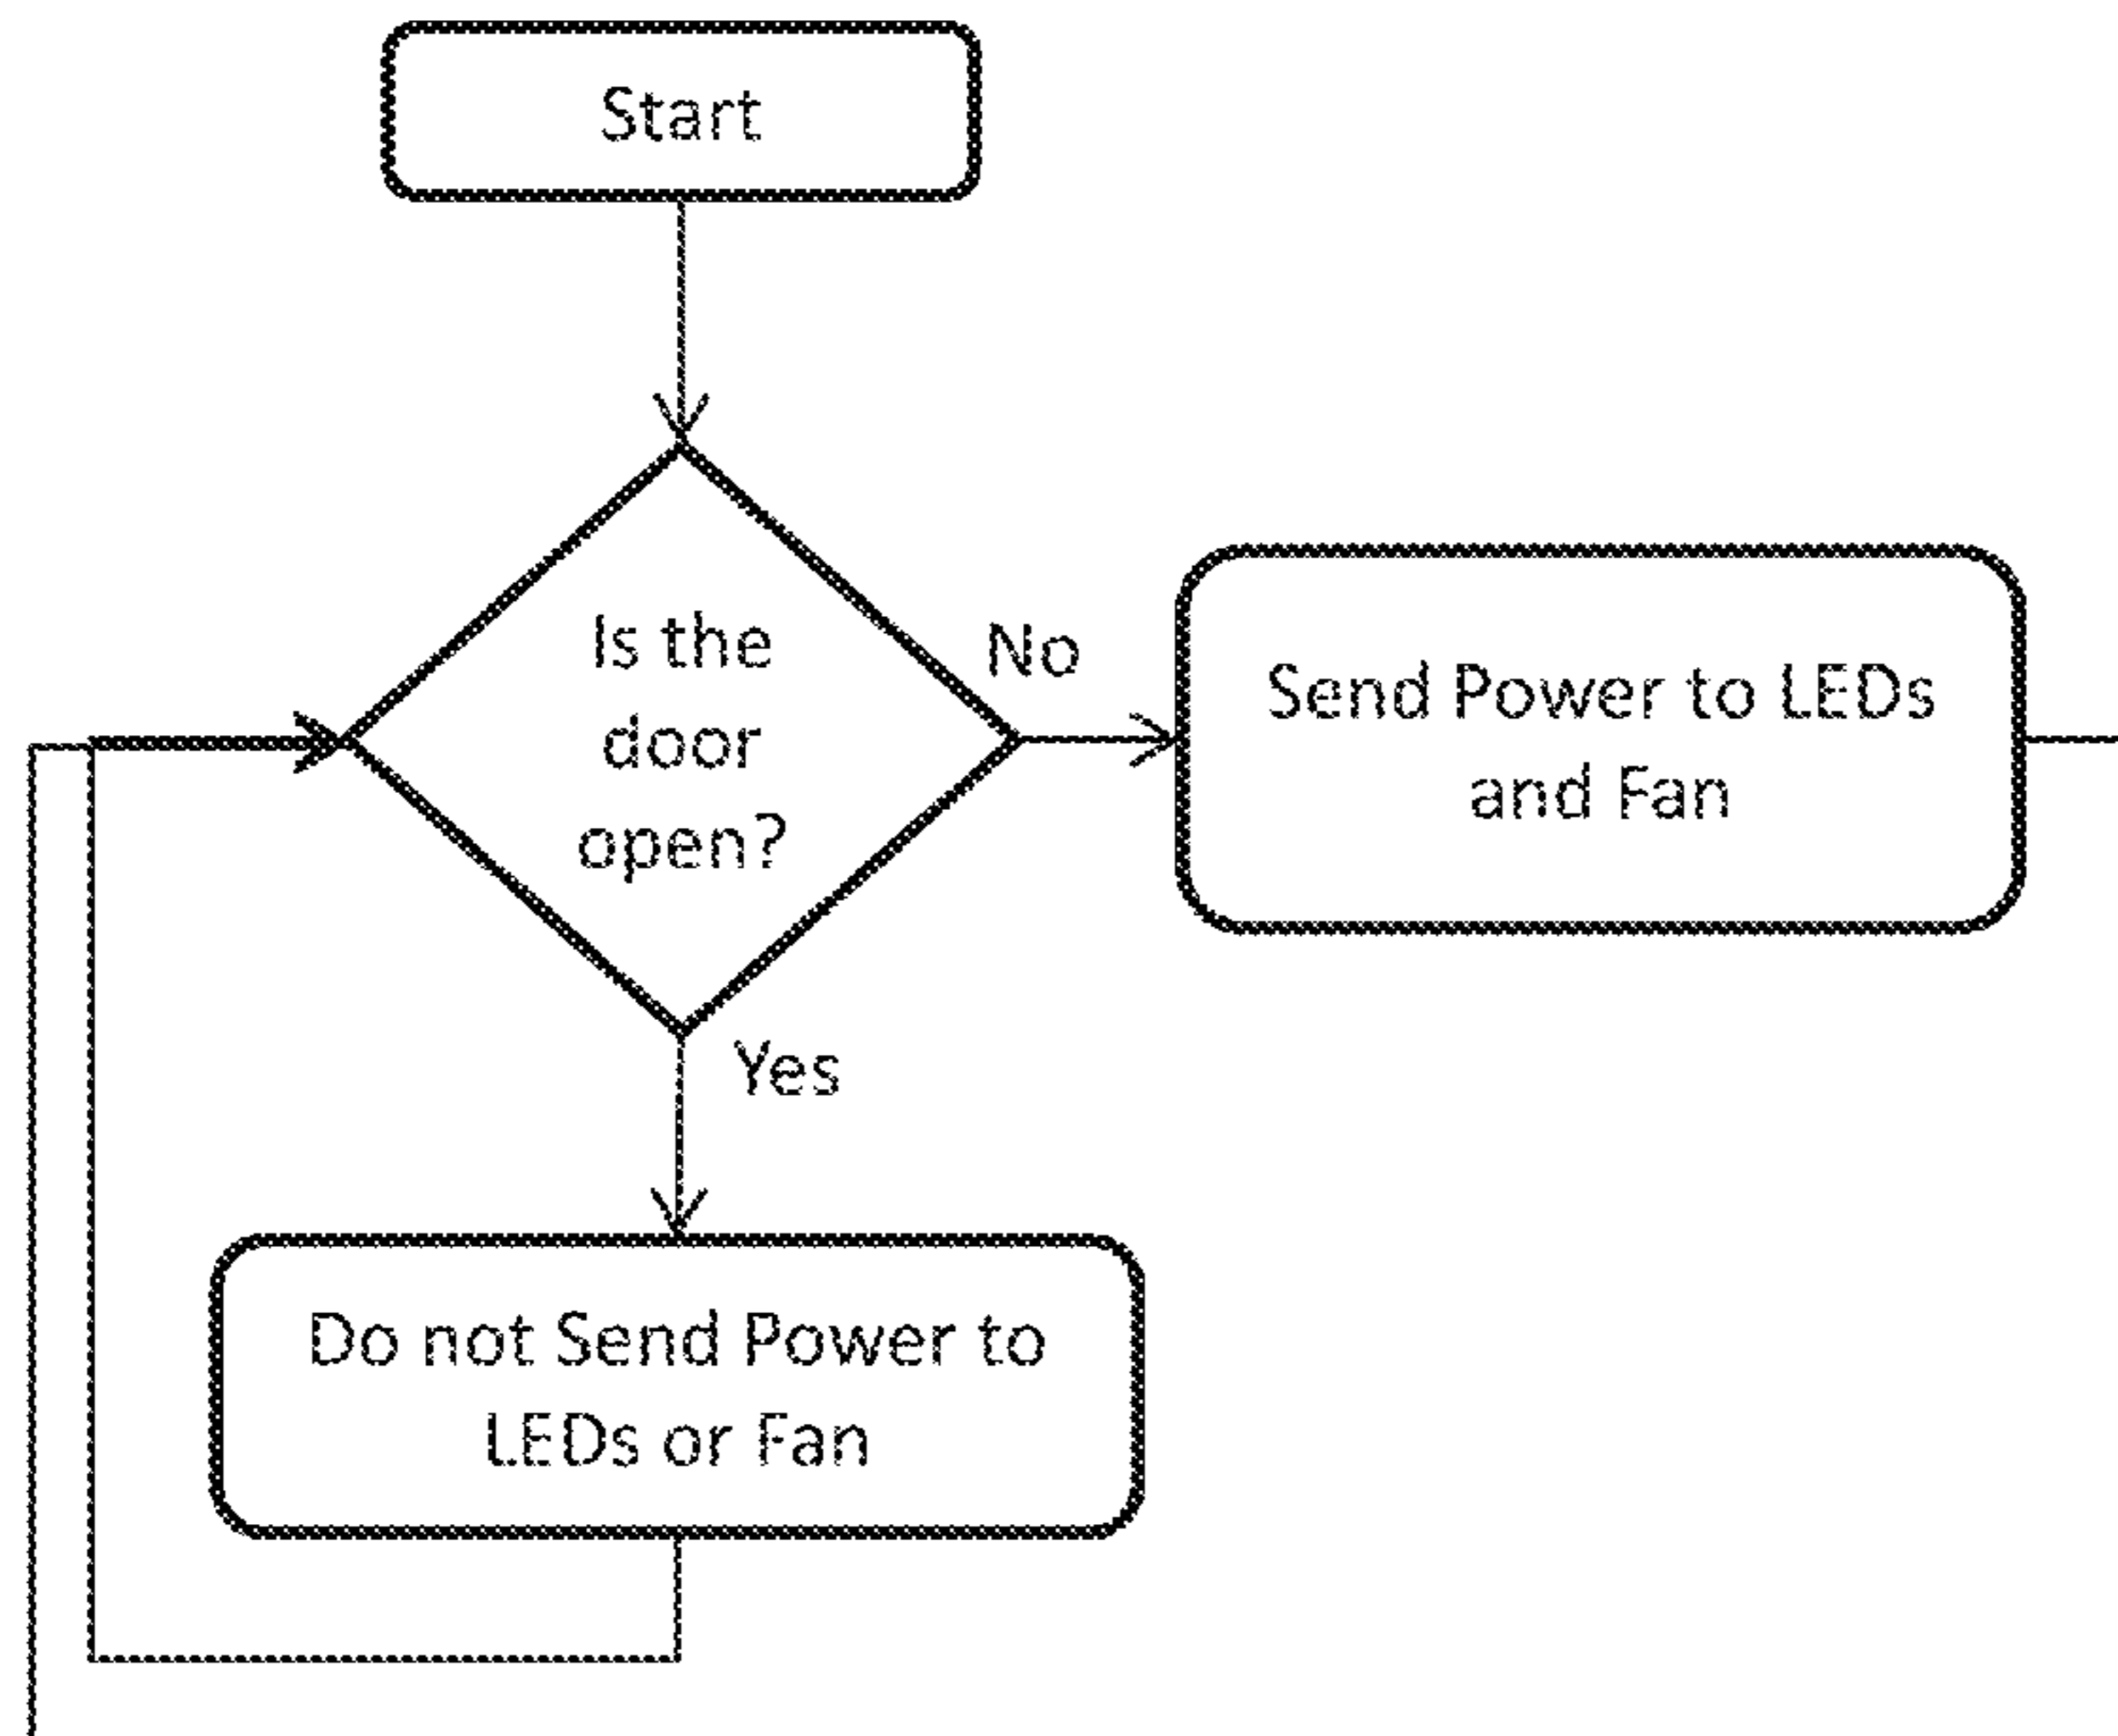 Start
Is the
door
open?
No
Send Power to LEDs
and Fan
Yes
Do not Send Power to
LEDs or Fan